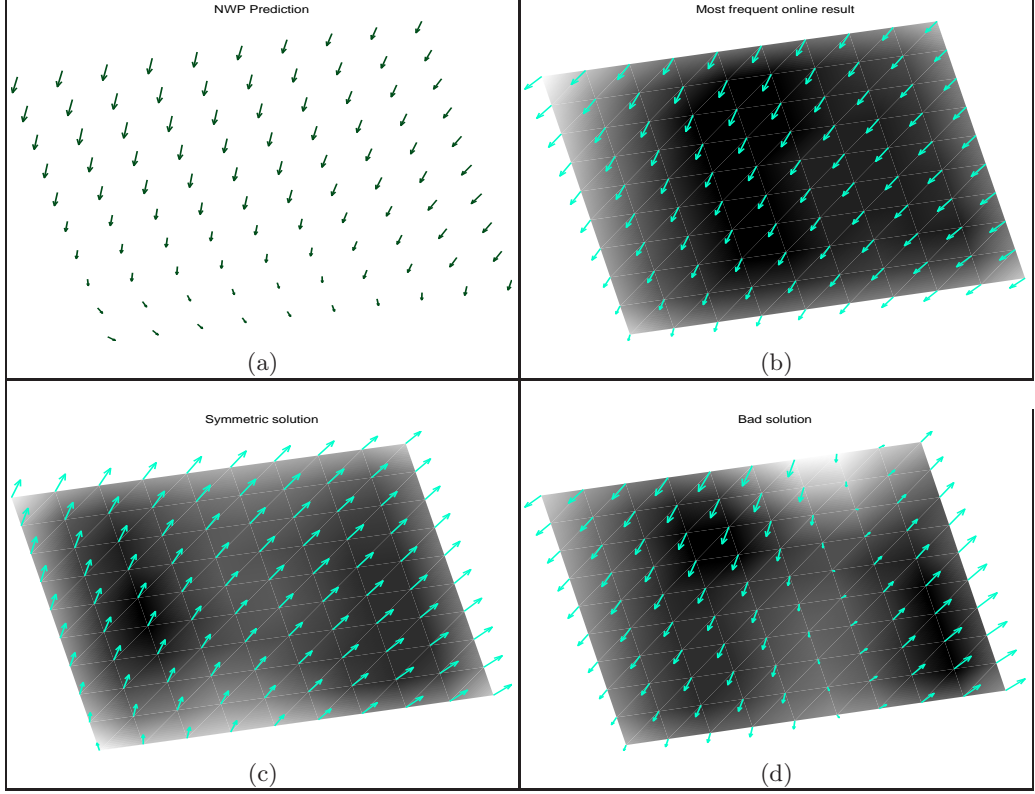 NWP Prediction
Most frequent online result
(a)
(b)
Symmetric solution
Bad solution
(c)
(d)